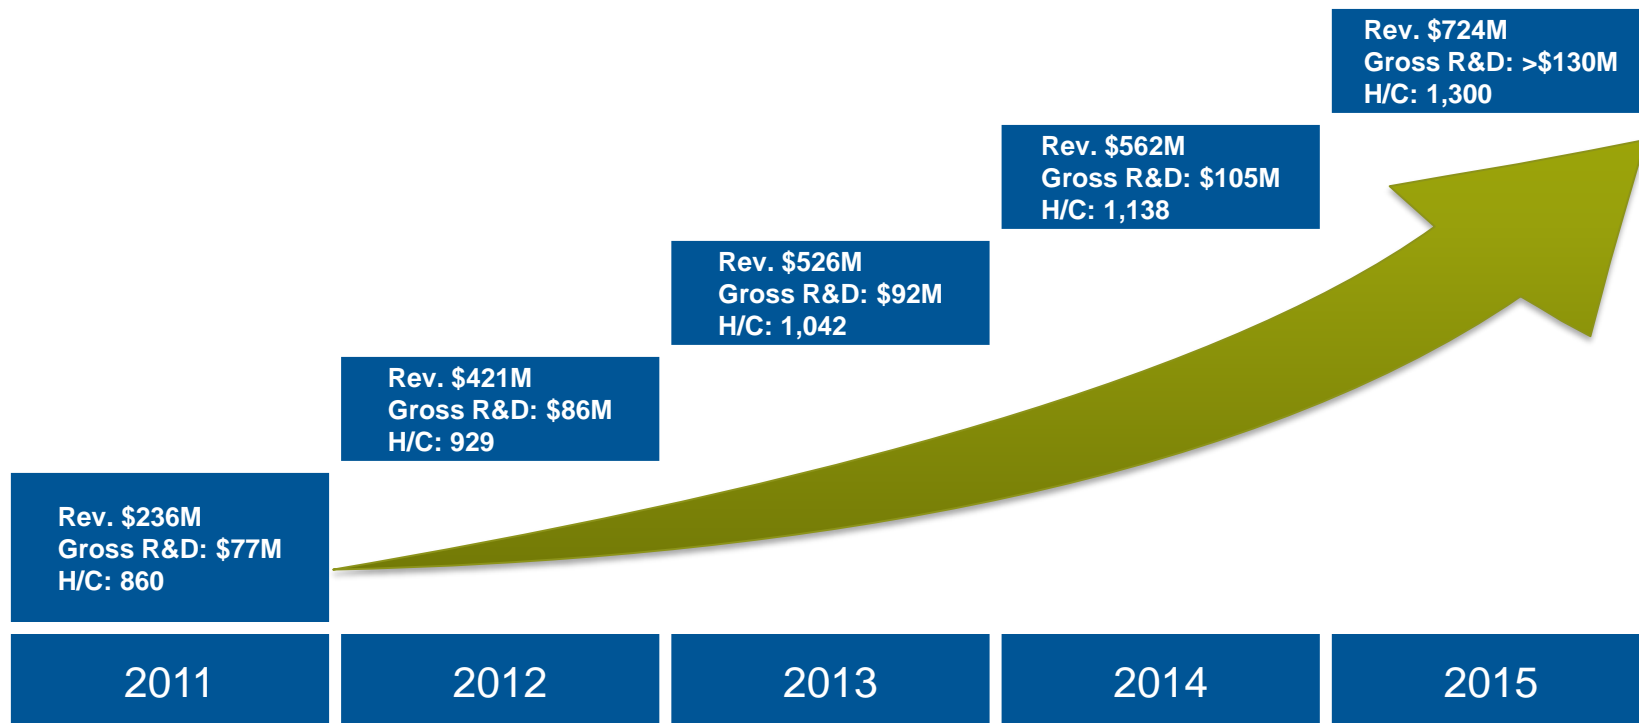 Rev. $724M
Gross R&D: >$130M
H/C: 1,300
Rev. $562M
Gross R&D: $105M
H/C: 1,138
Rev. $526M
Gross R&D: $92M
H/C: 1,042
Rev. $421M
Gross R&D: $86M
H/C: 929
Rev. $236M
Gross R&D: $77M
H/C: 860
2011
2012
2013
2014
2015